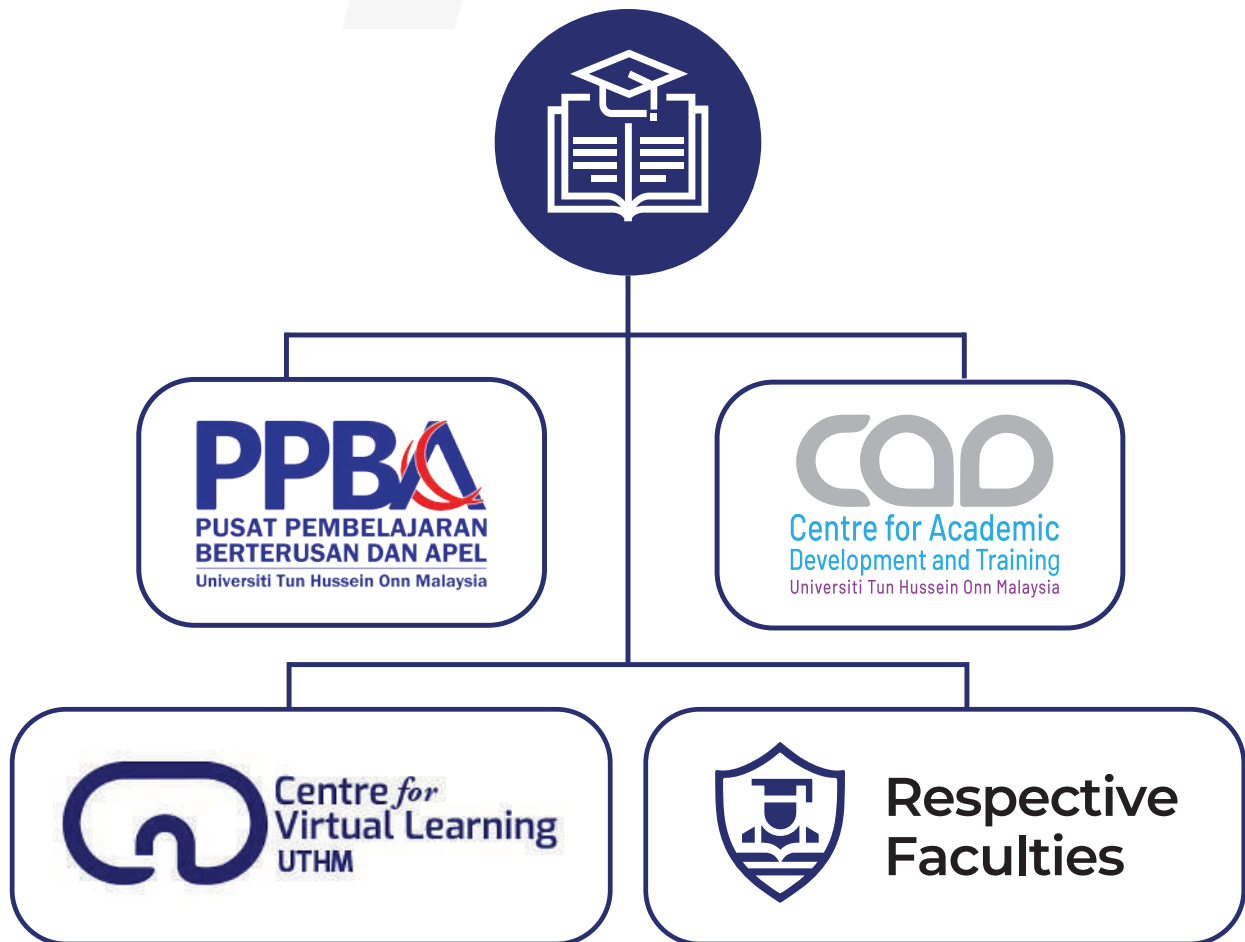 PPBA
PUSAT PEMBELAJARAN
BERTERUSAN DAN APEL
Universiti Tun Hussein Onn Malaysia
CAD
Centre for Academic
Development and Training
Universiti Tun Hussein Onn Malaysia
Centre for
Virtual Learning
UTHM
Respective
Faculties